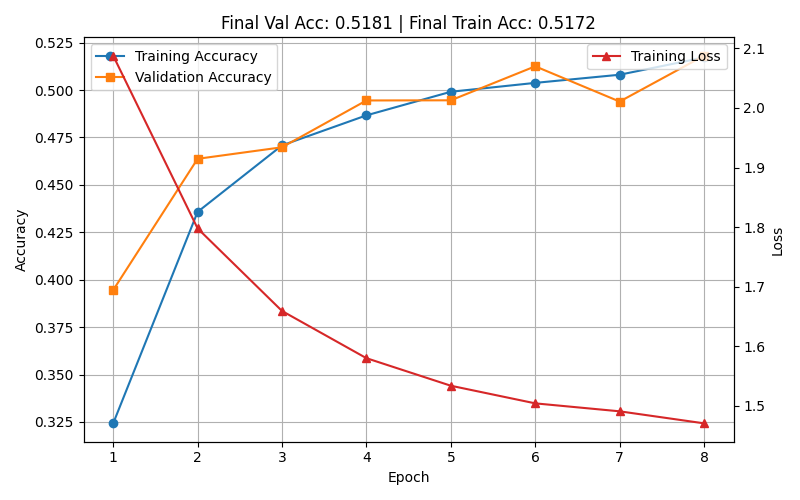 Final Val Acc: 0.5181 | Final Train Acc: 0.5172
Training Accuracy
Validation Accuracy
Training Loss
0.525
0.500
0.475
0.450
0.425
0.400
0.375
0.350
0.325
Accuracy
2.1
2.0
1.9
1.8
1.7
1.6
1.5
Loss
1 2 3 4 5 6 7 8
Epoch